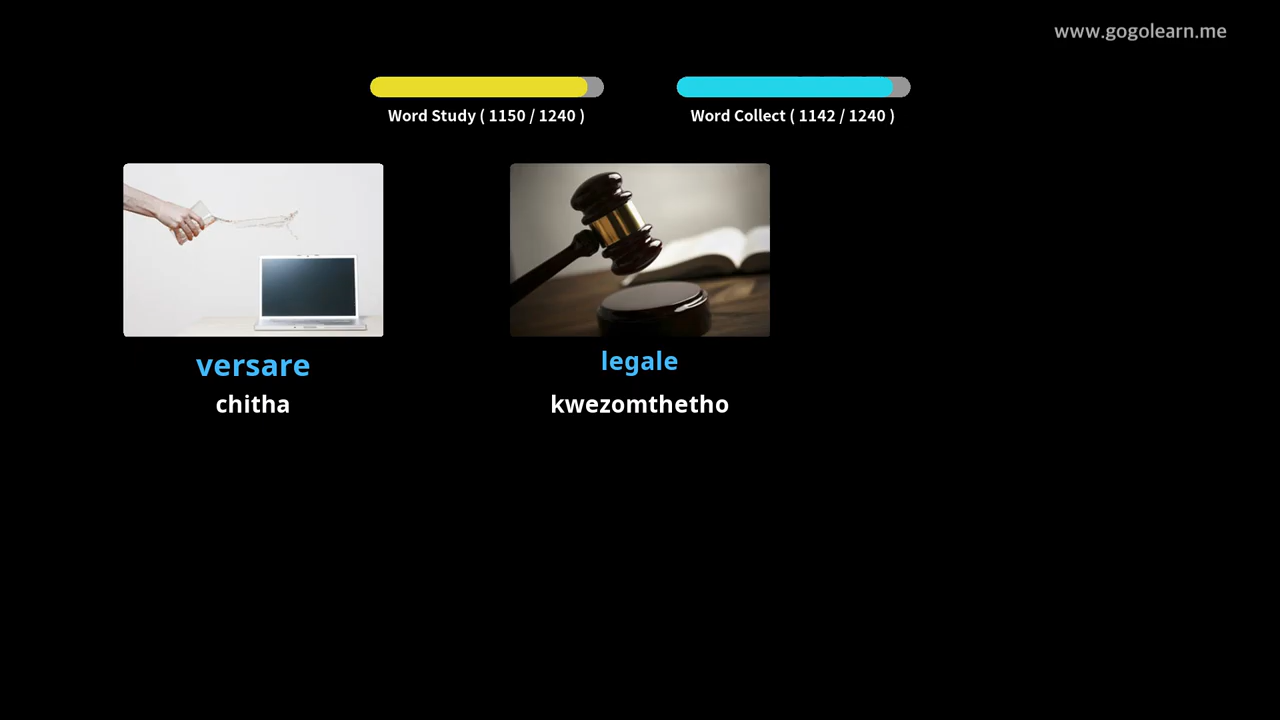 www.gogolearn.me
Word Study ( 1150 / 1240 )
Word Collect ( 1142 / 1240 )
versare
legale
chitha
kwezomthetho